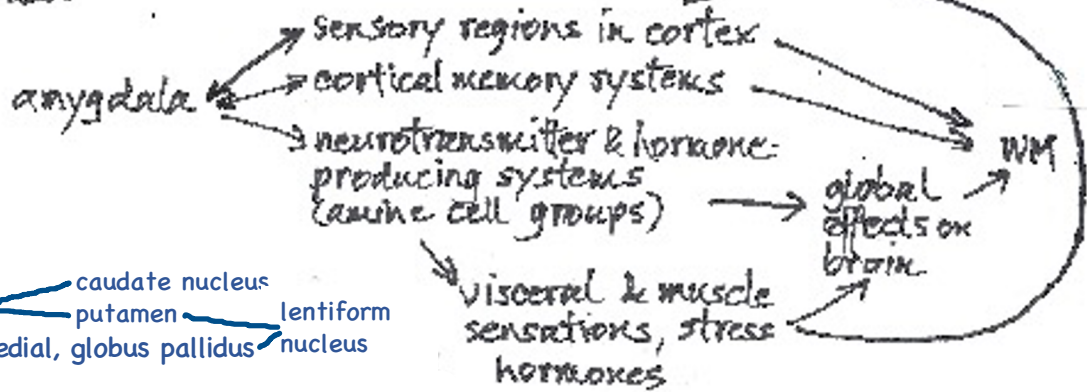 sensory regions in cortex
amygdala
cortical memory systems
neurotransmitter & hormone-
producing systems
(amine cell groups)
WM
global
effects on
brain
visceral & muscle
sensations, stress
hormones
caudate nucleus
putamen
lentiform
edial, globus pallidus
nucleus